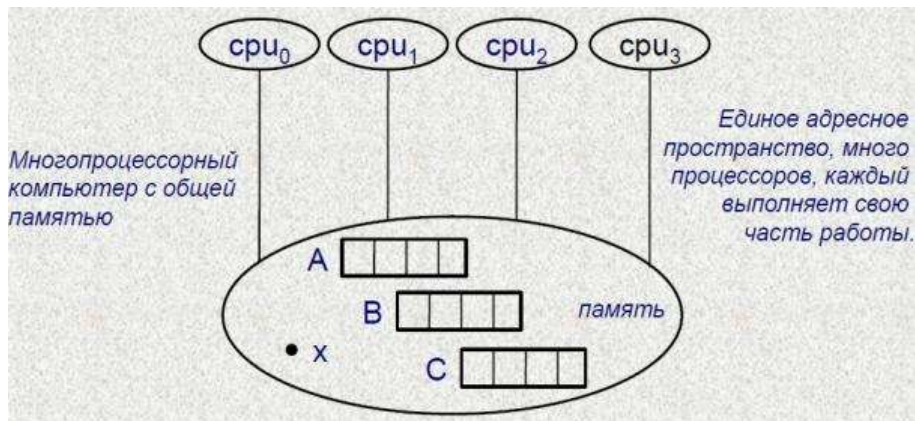 cpu₀ cpu₁ cpu₂ cpu₃
Многопроцессорный
компьютер с общей
памятью
Единое адресное
пространство, много
процессоров, каждый
выполняет свою
часть работы.
A
B
память
x
C